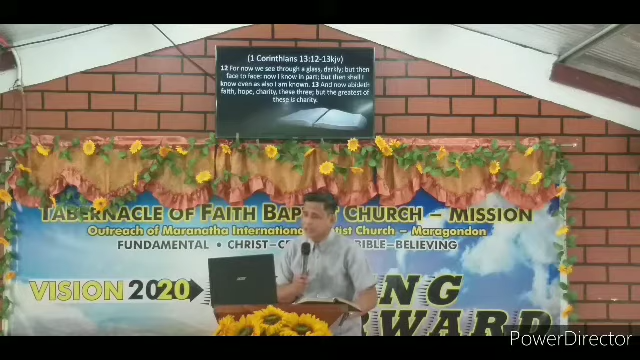 (1 Corinthians 13:12-13kjv)
12 For now we see through a glass, darkly; but then
face to face: now I know in part; but then shall I
know even as also I am known. 13 And now abideth
faith, hope, charity, these three; but the greatest of
these is charity.
TABERNACLE OF FAITH BAPTIST CHURCH – MISSION
Outreach of Maranatha International Baptist Church – Maragondon
FUNDAMENTAL • CHRIST-CE BIBLE-BELIEVING
VISION 2020
NG
RWARD
PowerDirector